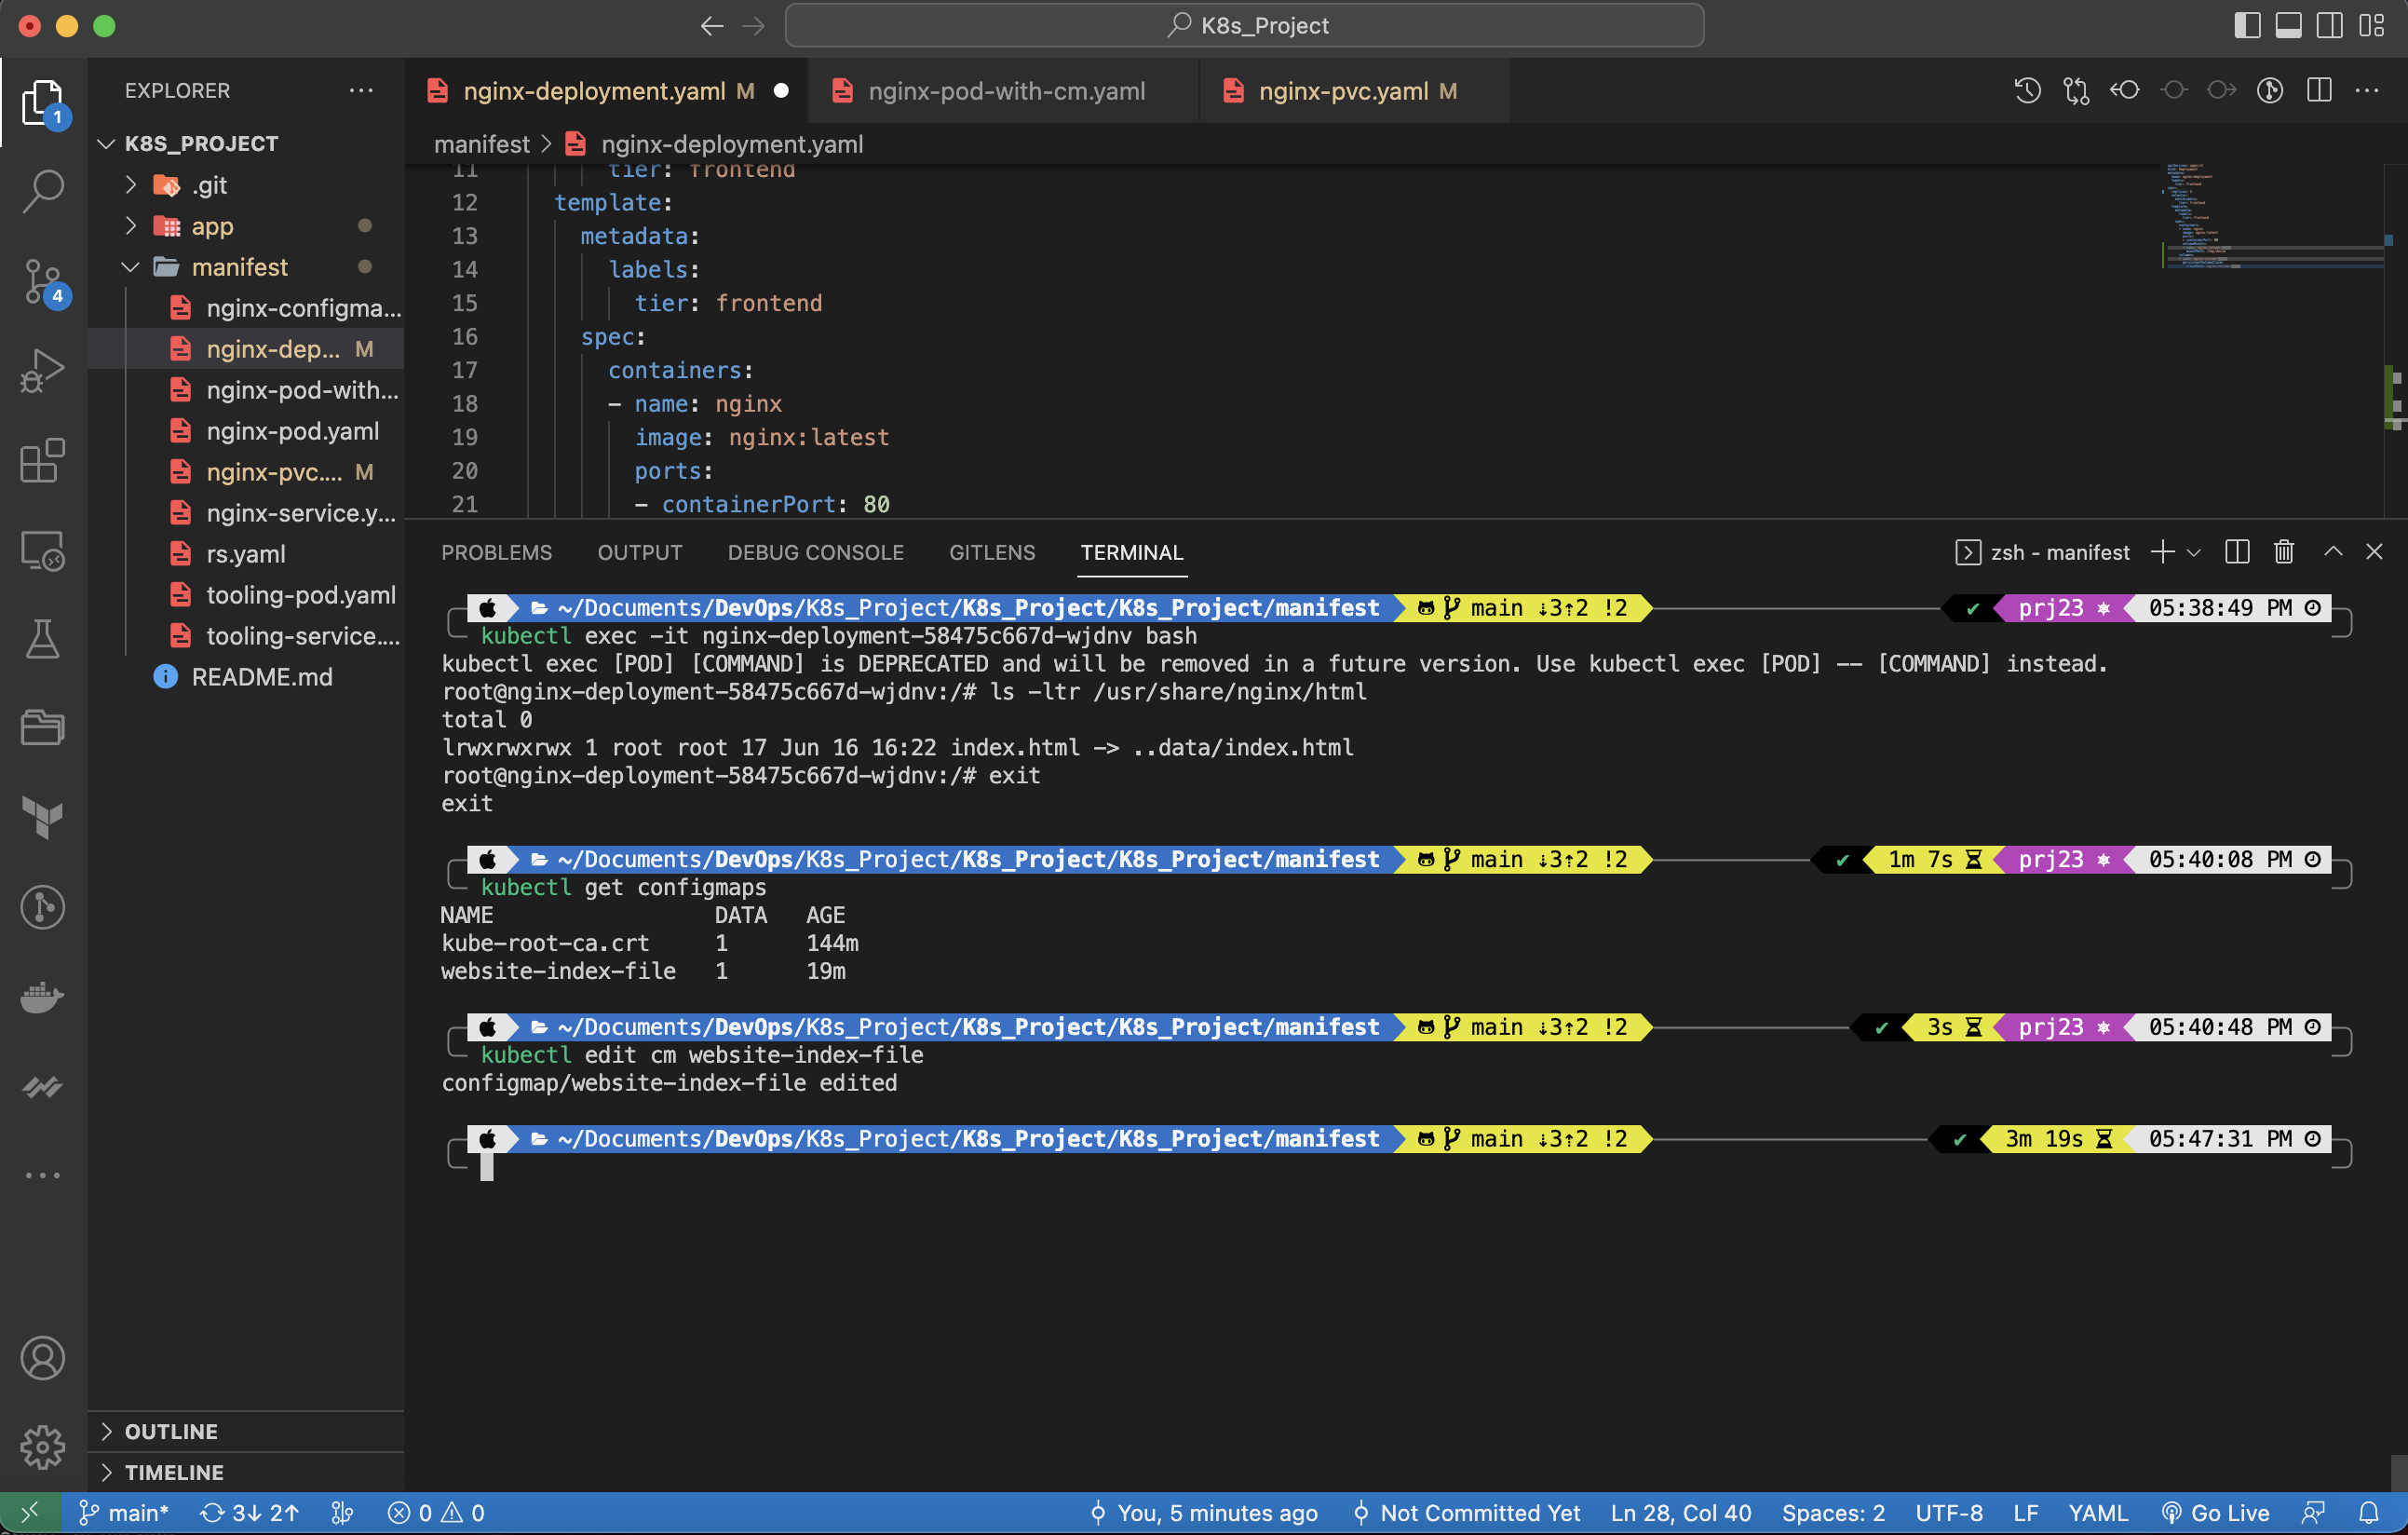 K8s_Project
EXPLORER
K8S_PROJECT
.git
app
manifest
nginx-configma...
nginx-dep... M
nginx-pod-with...
nginx-pod.yaml
nginx-pvc.... M
nginx-service.y...
rs.yaml
tooling-pod.yaml
tooling-service....
README.md
OUTLINE
TIMELINE
1
4
nginx-deployment.yaml M
nginx-pod-with-cm.yaml
nginx-pvc.yaml M
manifest > nginx-deployment.yaml
11 tier: frontend
12 template:
13 metadata:
14 labels:
15 tier: frontend
16 spec:
17 containers:
18 - name: nginx
19 image: nginx:latest
20 ports:
21 - containerPort: 80
PROBLEMS OUTPUT DEBUG CONSOLE GITLENS TERMINAL zsh - manifest
~/Documents/DevOps/K8s_Project/K8s_Project/K8s_Project/manifest main ⇣3⇡2 !2 ✔ prj23 ⎈ 05:38:49 PM
kubectl exec -it nginx-deployment-58475c667d-wjdnv bash
kubectl exec [POD] [COMMAND] is DEPRECATED and will be removed in a future version. Use kubectl exec [POD] -- [COMMAND] instead.
root@nginx-deployment-58475c667d-wjdnv:/# ls -ltr /usr/share/nginx/html
total 0
lrwxrwxrwx 1 root root 17 Jun 16 16:22 index.html -> ..data/index.html
root@nginx-deployment-58475c667d-wjdnv:/# exit
exit
~/Documents/DevOps/K8s_Project/K8s_Project/K8s_Project/manifest main ⇣3⇡2 !2 ✔ 1m 7s prj23 ⎈ 05:40:08 PM
kubectl get configmaps
NAME DATA AGE
kube-root-ca.crt 1 144m
website-index-file 1 19m
~/Documents/DevOps/K8s_Project/K8s_Project/K8s_Project/manifest main ⇣3⇡2 !2 ✔ 3s prj23 ⎈ 05:40:48 PM
kubectl edit cm website-index-file
configmap/website-index-file edited
~/Documents/DevOps/K8s_Project/K8s_Project/K8s_Project/manifest main ⇣3⇡2 !2 ✔ 3m 19s 05:47:31 PM
main* 3↓ 2↑ 0 0 You, 5 minutes ago Not Committed Yet Ln 28, Col 40 Spaces: 2 UTF-8 LF YAML Go Live